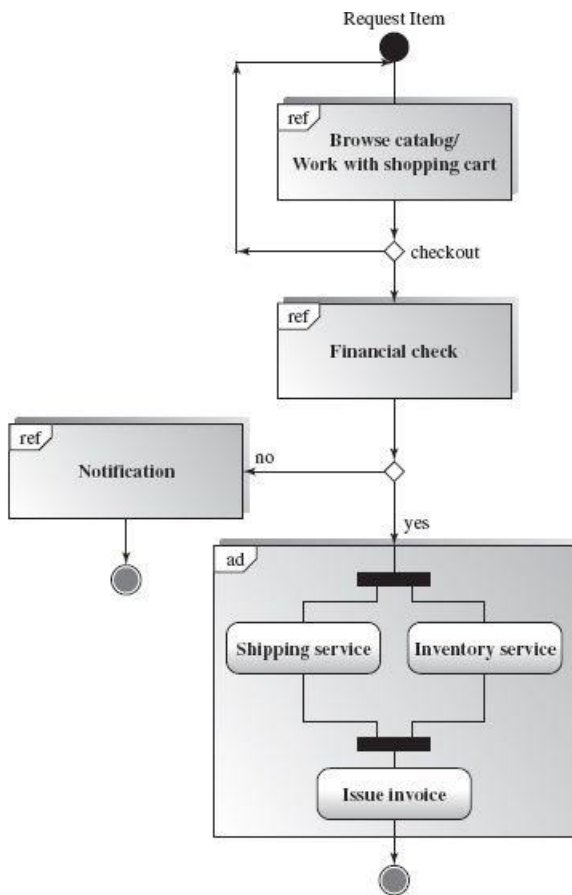 Request Item
ref
Browse catalog/
Work with shopping cart
checkout
ref
Financial check
ref
Notification
no
yes
ad
Shipping service
Inventory service
Issue invoice